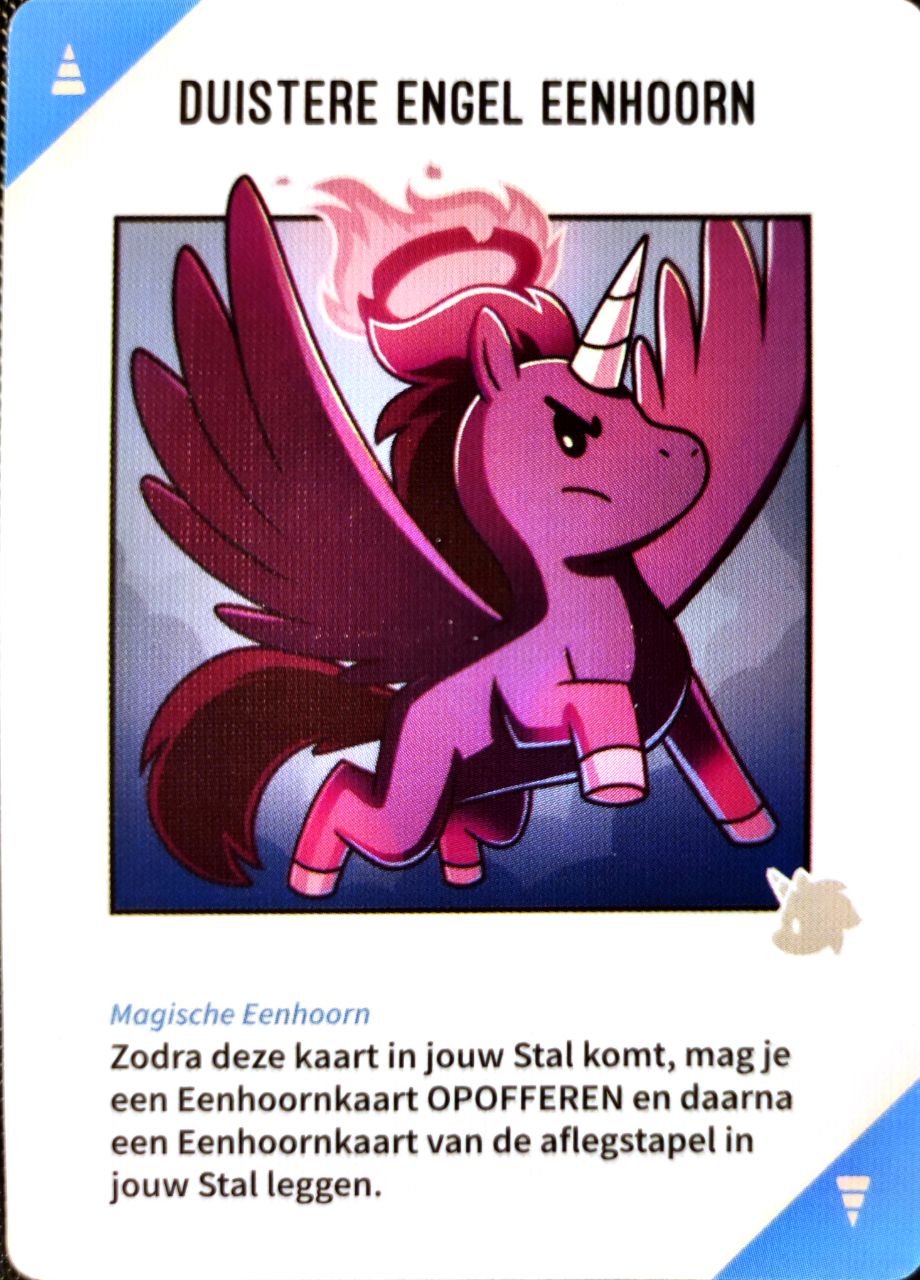 DUISTERE ENGEL EENHOORN
Magische Eenhoorn
Zodra deze kaart in jouw Stal komt, mag je
een Eenhoornkaart OPOFFEREN en daarna
een Eenhoornkaart van de aflegstapel in
jouw Stal leggen.